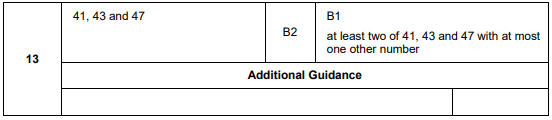 13
41, 43 and 47
B2
B1
at least two of 41, 43 and 47 with at most
one other number
Additional Guidance